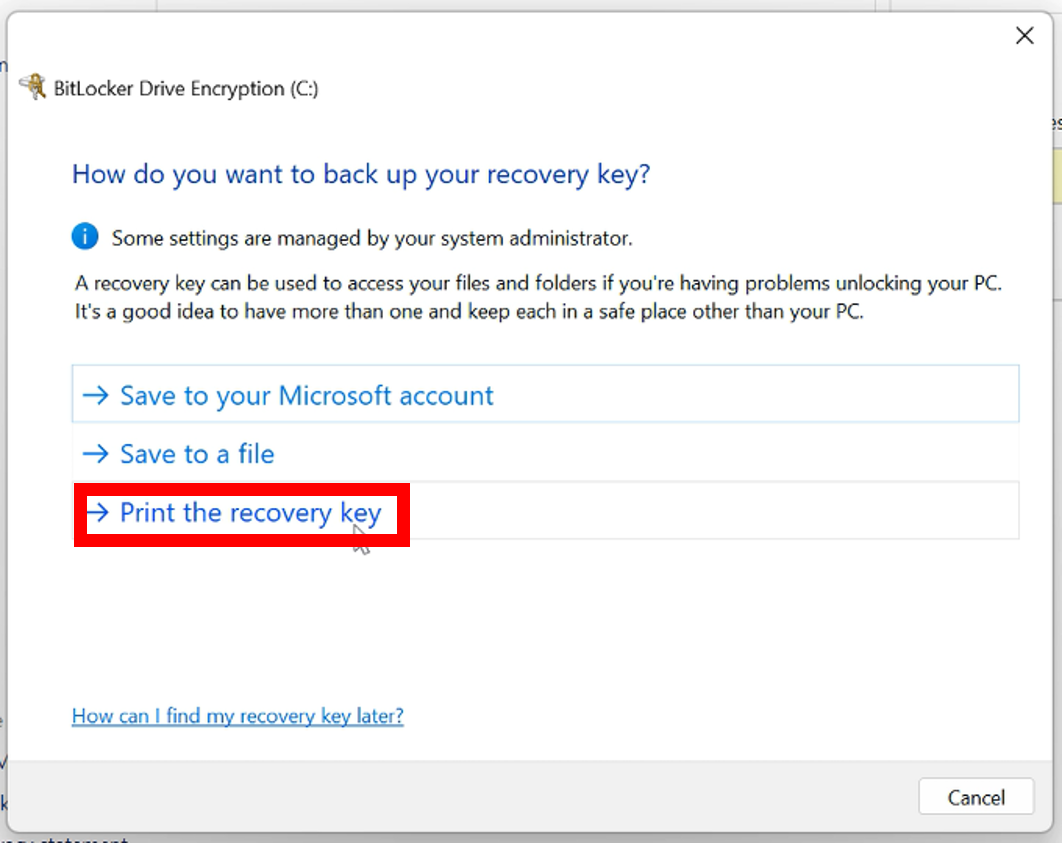 BitLocker Drive Encryption (C:)
How do you want to back up your recovery key?
Some settings are managed by your system administrator.
A recovery key can be used to access your files and folders if you're having problems unlocking your PC.
It's a good idea to have more than one and keep each in a safe place other than your PC.
Save to your Microsoft account
Save to a file
Print the recovery key
How can I find my recovery key later?
Cancel